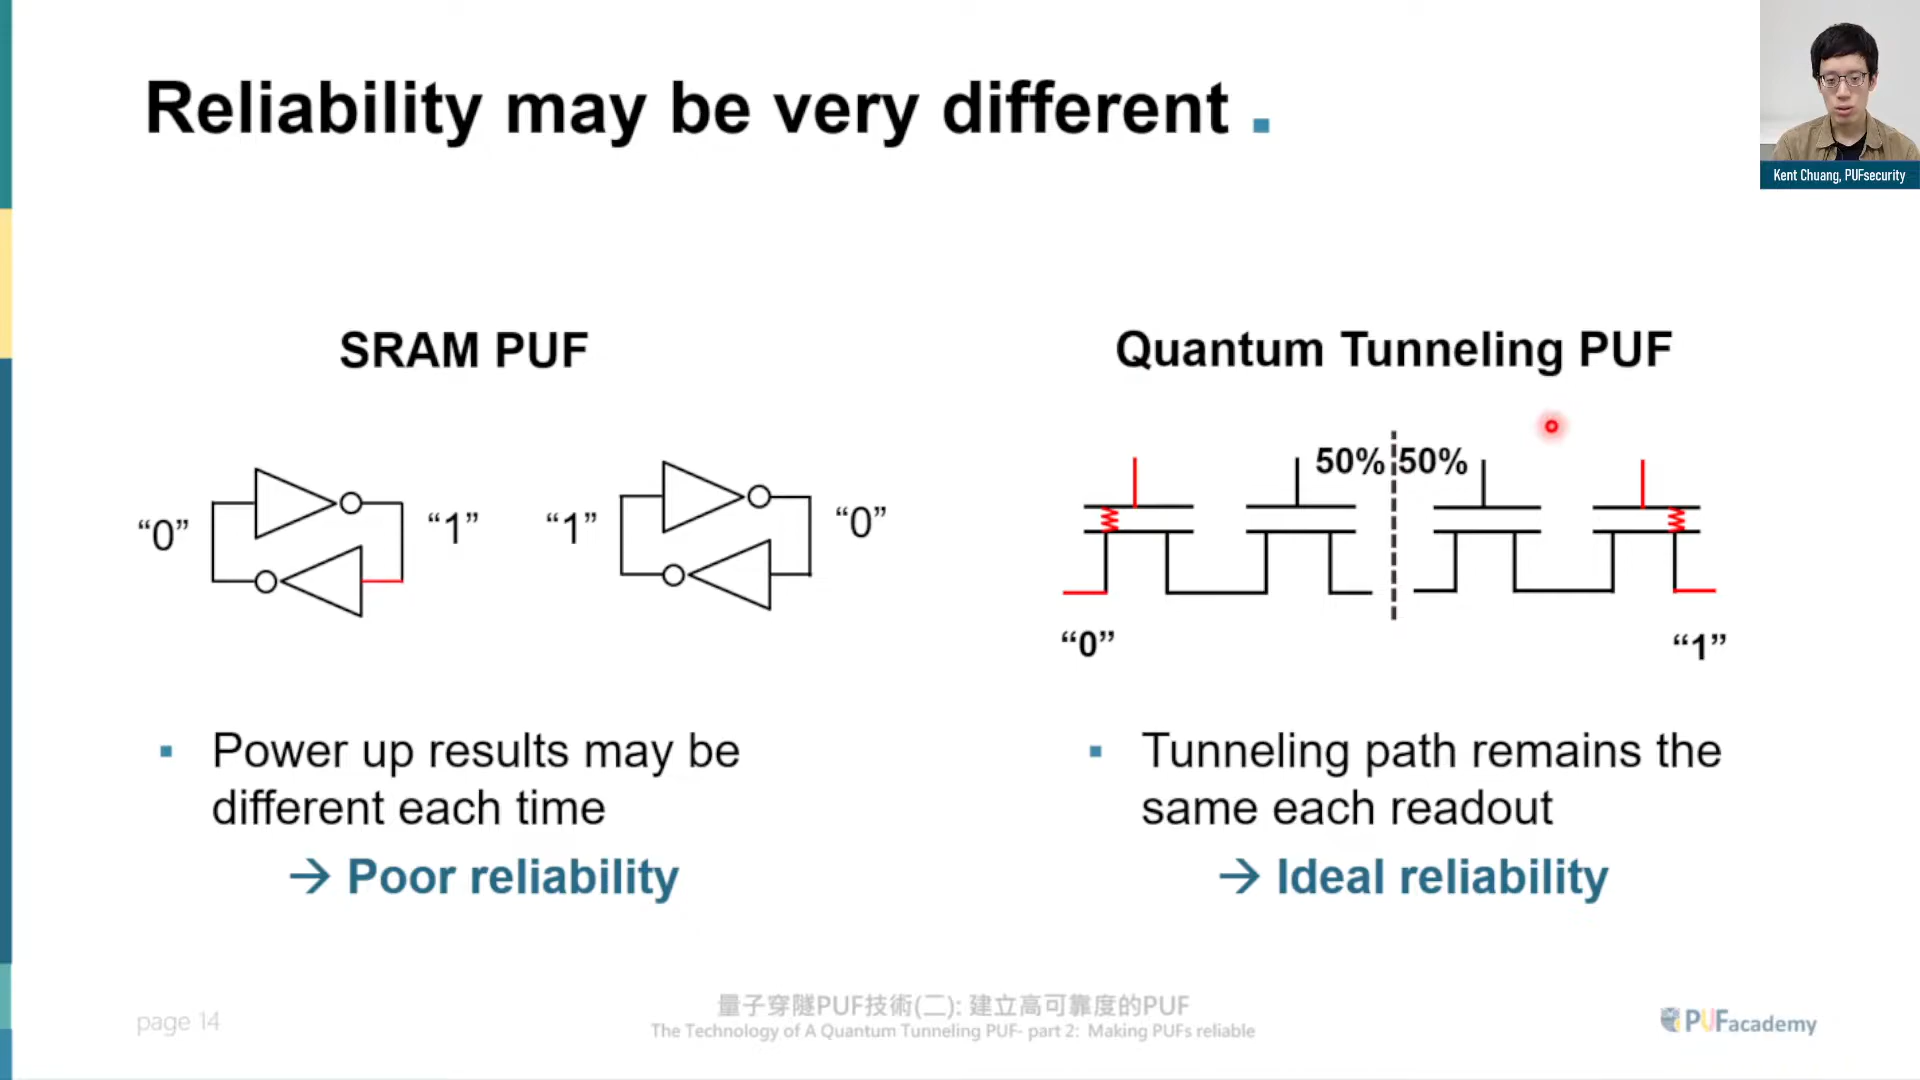 Reliability may be very different .
Kent Chuang, PUFsecurity
SRAM PUF
“0”
“1”
“1”
“0”
Power up results may be
different each time
→ Poor reliability
Quantum Tunneling PUF
50% 50%
“0”
“1”
Tunneling path remains the
same each readout
→ Ideal reliability
page 14
量子穿隧PUF技術(二): 建立高可靠度的PUF
The Technology of A Quantum Tunneling PUF- part 2: Making PUFs reliable
PUFacademy